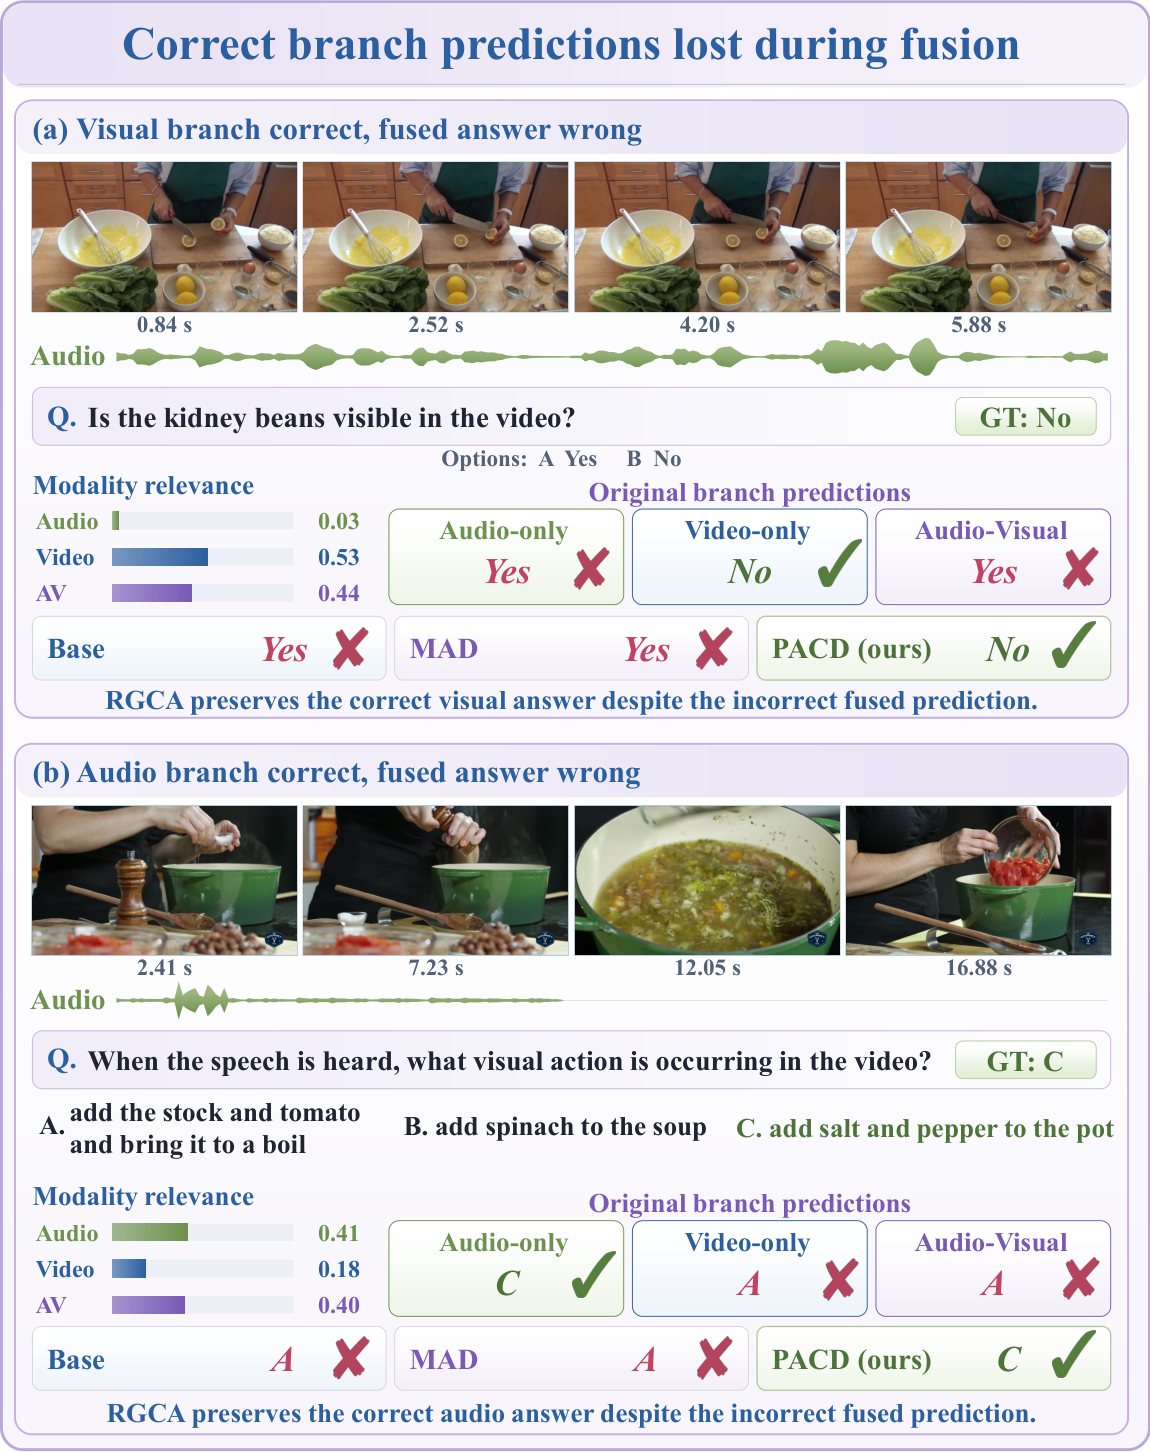 Correct branch predictions lost during fusion
(a) Visual branch correct, fused answer wrong
0.84 s 2.52 s 4.20 s 5.88 s
Audio
Q. Is the kidney beans visible in the video? GT: No
Options: A Yes B No
Modality relevance
Audio 0.03
Video 0.53
AV 0.44
Original branch predictions
Audio-only Video-only Audio-Visual
Yes ✘ No ✓ Yes ✘
Base Yes ✘ MAD Yes ✘ PACD (ours) No ✓
RGCA preserves the correct visual answer despite the incorrect fused prediction.
(b) Audio branch correct, fused answer wrong
2.41 s 7.23 s 12.05 s 16.88 s
Audio
Q. When the speech is heard, what visual action is occurring in the video? GT: C
A. add the stock and tomato
and bring it to a boil
B. add spinach to the soup
C. add salt and pepper to the pot
Modality relevance
Audio 0.41
Video 0.18
AV 0.40
Original branch predictions
Audio-only Video-only Audio-Visual
C ✓ A ✘ A ✘
Base A ✘ MAD A ✘ PACD (ours) C ✓
RGCA preserves the correct audio answer despite the incorrect fused prediction.